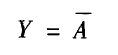 Y = A̅